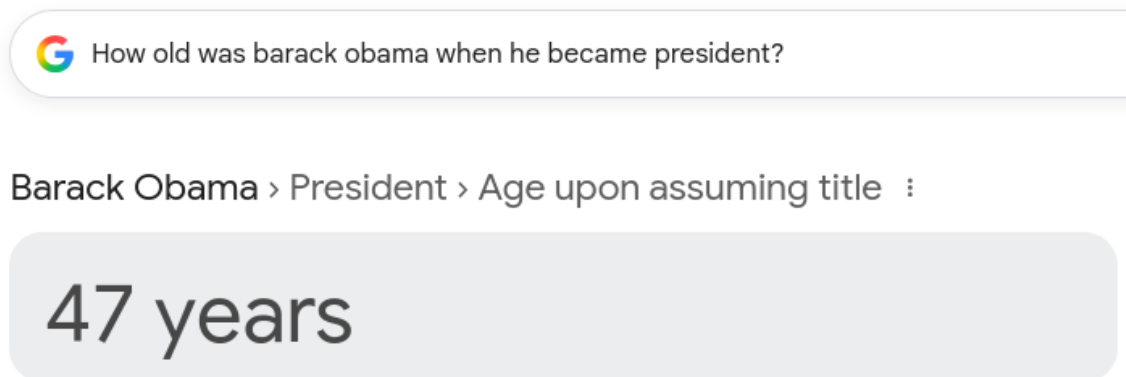 How old was barack obama when he became president?
Barack Obama › President › Age upon assuming title
47 years